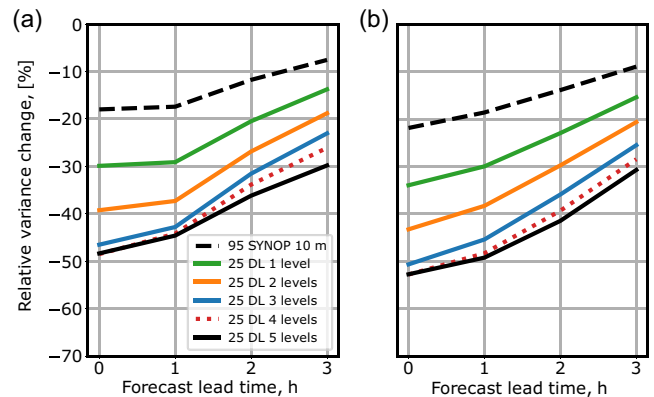 (a)
(b)
Relative variance change, [%]
0
−10
−20
−30
−40
−50
−60
−70
95 SYNOP 10 m
25 DL 1 level
25 DL 2 levels
25 DL 3 levels
25 DL 4 levels
25 DL 5 levels
0 1 2 3
0 1 2 3
Forecast lead time, h
Forecast lead time, h